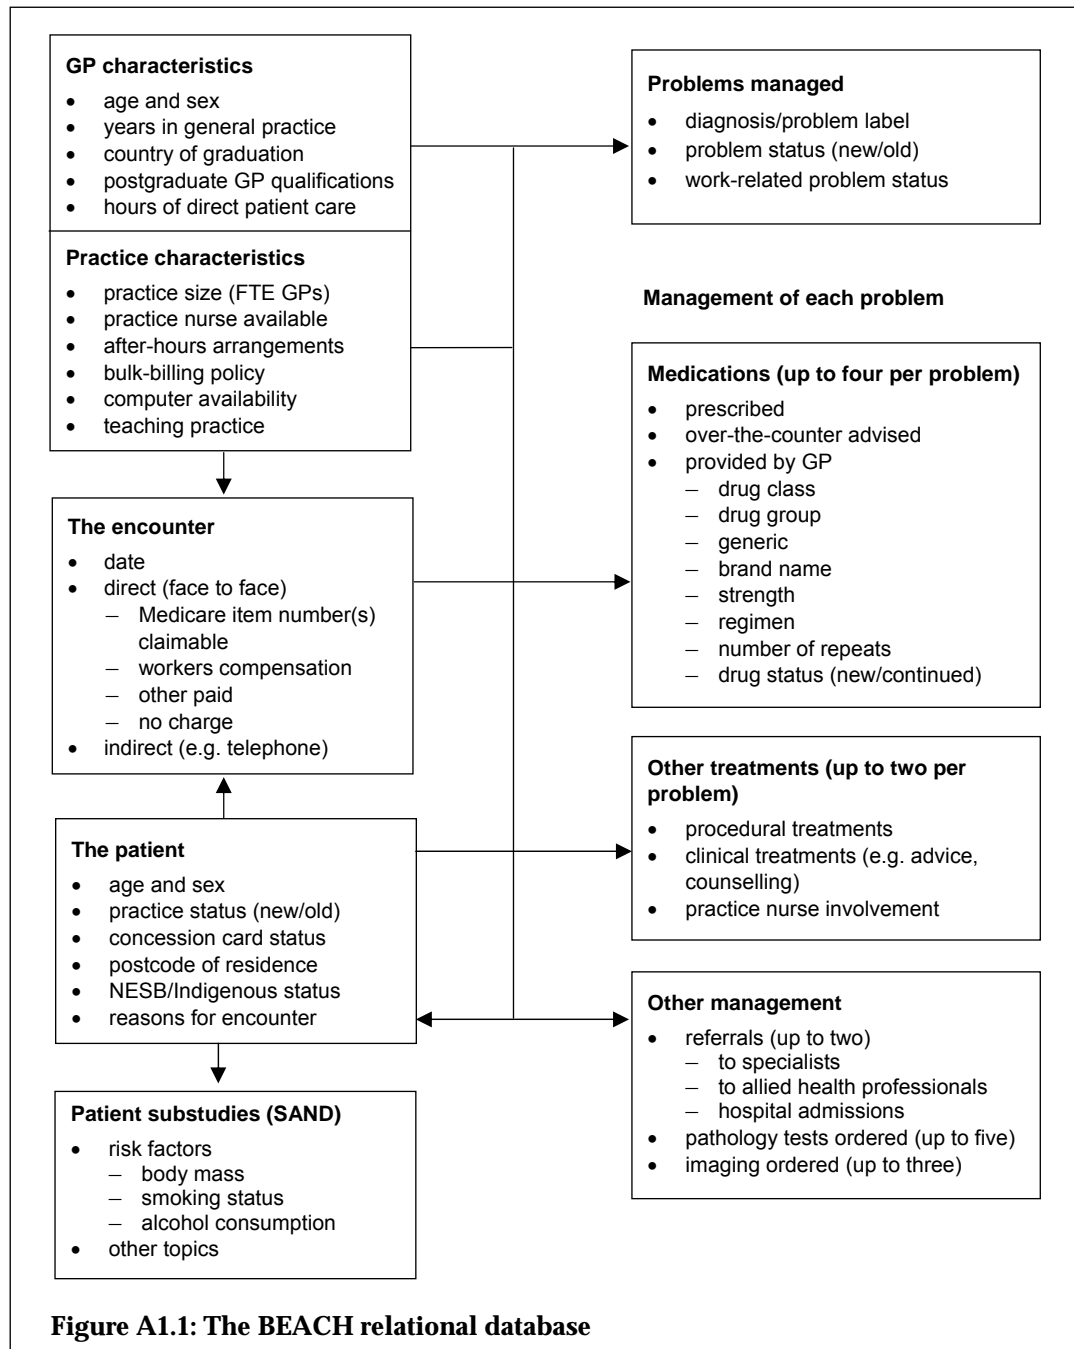 GP characteristics
• age and sex
• years in general practice
• country of graduation
• postgraduate GP qualifications
• hours of direct patient care
Practice characteristics
• practice size (FTE GPs)
• practice nurse available
• after-hours arrangements
• bulk-billing policy
• computer availability
• teaching practice
The encounter
• date
• direct (face to face)
– Medicare item number(s)
claimable
– workers compensation
– other paid
– no charge
• indirect (e.g. telephone)
The patient
• age and sex
• practice status (new/old)
• concession card status
• postcode of residence
• NESB/Indigenous status
• reasons for encounter
Patient substudies (SAND)
• risk factors
– body mass
– smoking status
– alcohol consumption
• other topics
Problems managed
• diagnosis/problem label
• problem status (new/old)
• work-related problem status
Management of each problem
Medications (up to four per problem)
• prescribed
• over-the-counter advised
• provided by GP
– drug class
– drug group
– generic
– brand name
– strength
– regimen
– number of repeats
– drug status (new/continued)
Other treatments (up to two per
problem)
• procedural treatments
• clinical treatments (e.g. advice,
counselling)
• practice nurse involvement
Other management
• referrals (up to two)
– to specialists
– to allied health professionals
– hospital admissions
• pathology tests ordered (up to five)
• imaging ordered (up to three)
Figure A1.1: The BEACH relational database